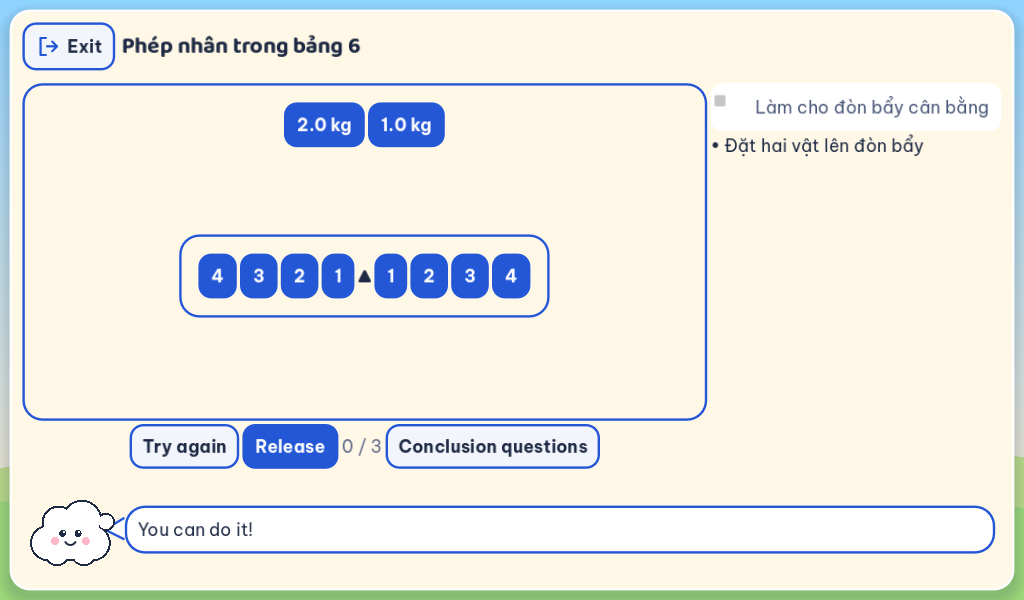 Exit Phép nhân trong bảng 6
2.0 kg 1.0 kg
4 3 2 1 ▲ 1 2 3 4
Try again Release 0 / 3 Conclusion questions
Làm cho đòn bẩy cân bằng
• Đặt hai vật lên đòn bẩy
You can do it!